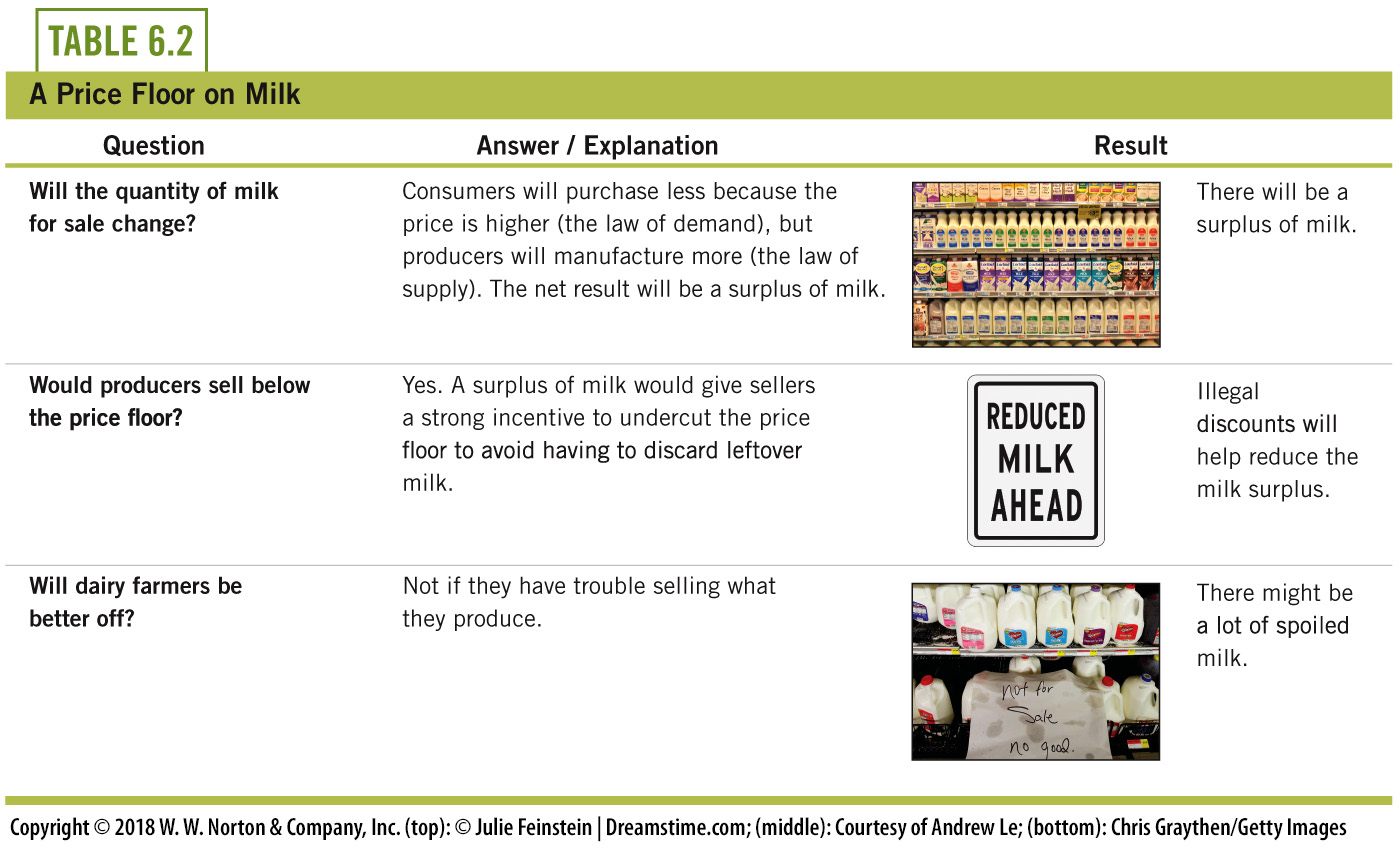 TABLE 6.2
A Price Floor on Milk
Question
Answer / Explanation
Result
Will the quantity of milk
for sale change?
Consumers will purchase less because the
price is higher (the law of demand), but
producers will manufacture more (the law of
supply). The net result will be a surplus of milk.
There will be a
surplus of milk.
Would producers sell below
the price floor?
Yes. A surplus of milk would give sellers
a strong incentive to undercut the price
floor to avoid having to discard leftover
milk.
REDUCED
MILK
AHEAD
Illegal
discounts will
help reduce the
milk surplus.
Will dairy farmers be
better off?
Not if they have trouble selling what
they produce.
not for
Sale
no good.
There might be
a lot of spoiled
milk.
Copyright © 2018 W. W. Norton & Company, Inc. (top): © Julie Feinstein | Dreamstime.com; (middle): Courtesy of Andrew Le; (bottom): Chris Graythen/Getty Images